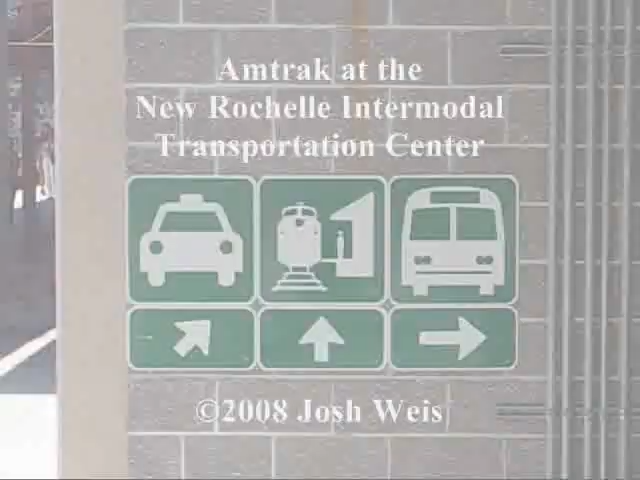 Amtrak at the
New Rochelle Intermodal
Transportation Center
©2008 Josh Weis